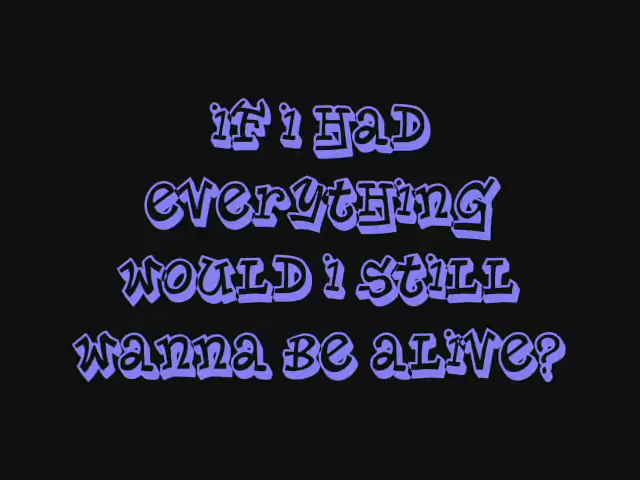 if i had
everything
would i still
wanna be alive?